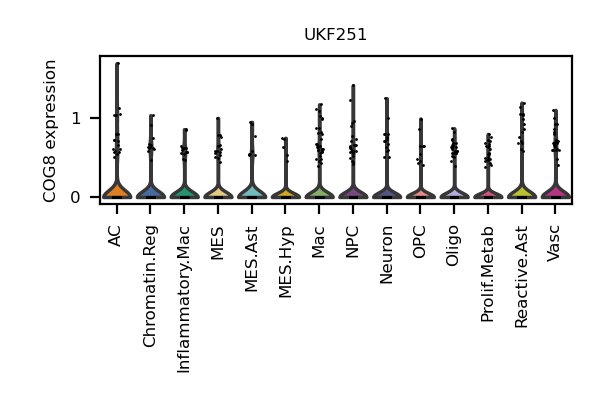 UKF251
COG8 expression
1
0
AC
Chromatin.Reg
Inflammatory.Mac
MES
MES.Ast
MES.Hyp
Mac
NPC
Neuron
OPC
Oligo
Prolif.Metab
Reactive.Ast
Vasc